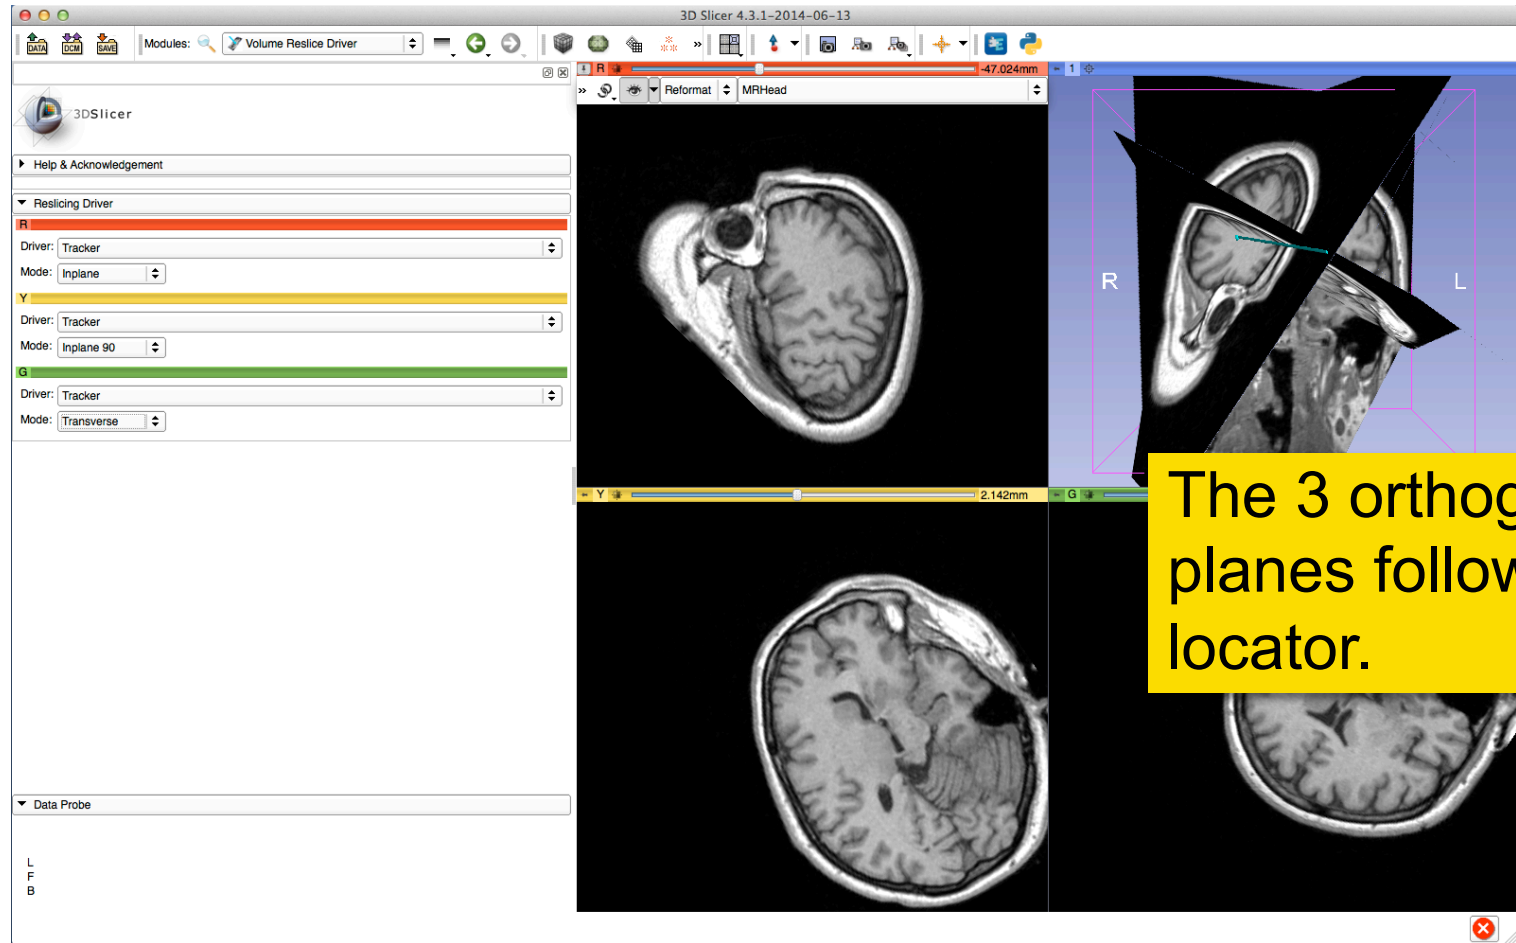 3D Slicer 4.3.1-2014-06-13
DATA DCM SAVE Modules: Volume Reslice Driver »
3DSlicer
Help & Acknowledgement
Reslicing Driver
R
Driver: Tracker
Mode: Inplane
Y
Driver: Tracker
Mode: Inplane 90
G
Driver: Tracker
Mode: Transverse
Data Probe
L
F
B
R -47.024mm
» Reformat MRHead
1
R L
Y 2.142mm
G
The 3 orthog
planes follow
locator.